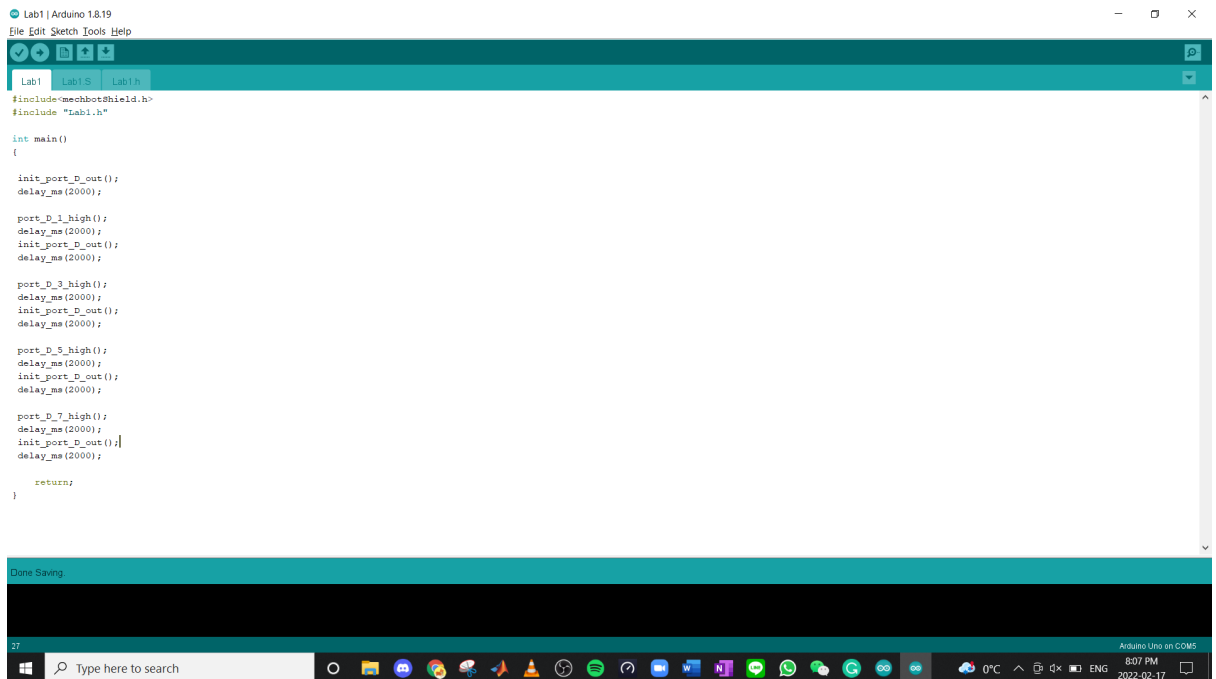 Lab1 | Arduino 1.8.19
File Edit Sketch Tools Help
Lab1 Lab1.S Lab1.h
#include<mechbotShield.h>
#include "Lab1.h"
int main()
{
init_port_D_out();
delay_ms(2000);
port_D_1_high();
delay_ms(2000);
init_port_D_out();
delay_ms(2000);
port_D_3_high();
delay_ms(2000);
init_port_D_out();
delay_ms(2000);
port_D_5_high();
delay_ms(2000);
init_port_D_out();
delay_ms(2000);
port_D_7_high();
delay_ms(2000);
init_port_D_out();
delay_ms(2000);
return;
}
Done Saving.
27 Arduino Uno on COM5
Type here to search 0°C ENG 8:07 PM
2022-02-17